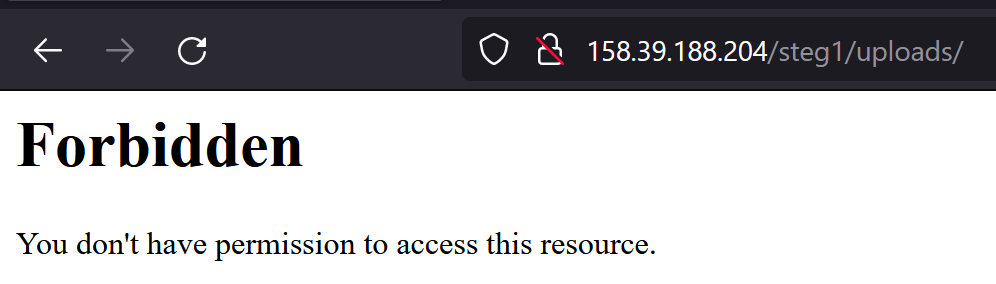 158.39.188.204/steg1/uploads/
Forbidden
You don't have permission to access this resource.